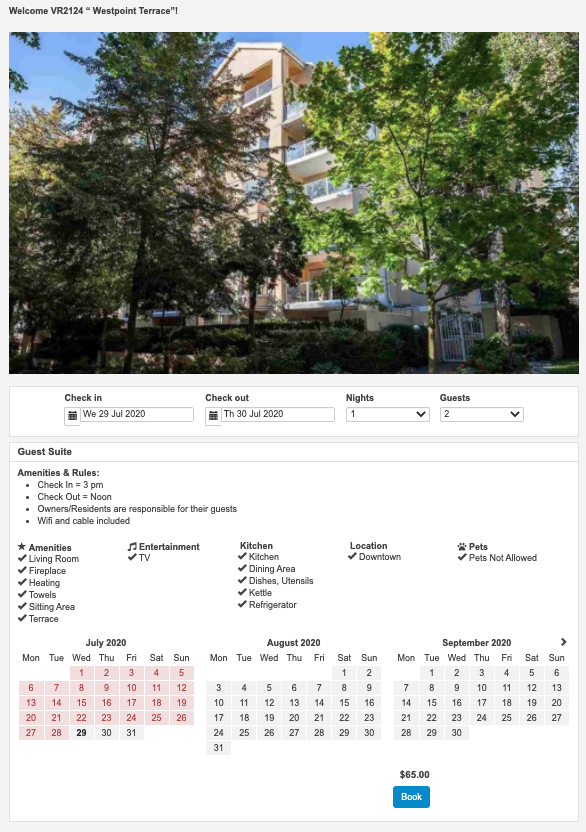 Welcome VR2124 “ Westpoint Terrace”!
Check in Check out Nights Guests
We 29 Jul 2020 Th 30 Jul 2020 1 2
Guest Suite
Amenities & Rules:
• Check In = 3 pm
• Check Out = Noon
• Owners/Residents are responsible for their guests
• Wifi and cable included
Amenities
Living Room
Fireplace
Heating
Towels
Sitting Area
Terrace
Entertainment
TV
Kitchen
Kitchen
Dining Area
Dishes, Utensils
Kettle
Refrigerator
Location
Downtown
Pets
Pets Not Allowed
July 2020
Mon Tue Wed Thu Fri Sat Sun
1 2 3 4 5
6 7 8 9 10 11 12
13 14 15 16 17 18 19
20 21 22 23 24 25 26
27 28 29 30 31
August 2020
Mon Tue Wed Thu Fri Sat Sun
1 2
3 4 5 6 7 8 9
10 11 12 13 14 15 16
17 18 19 20 21 22 23
24 25 26 27 28 29 30
31
September 2020
Mon Tue Wed Thu Fri Sat Sun
1 2 3 4 5 6
7 8 9 10 11 12 13
14 15 16 17 18 19 20
21 22 23 24 25 26 27
28 29 30
$65.00
Book